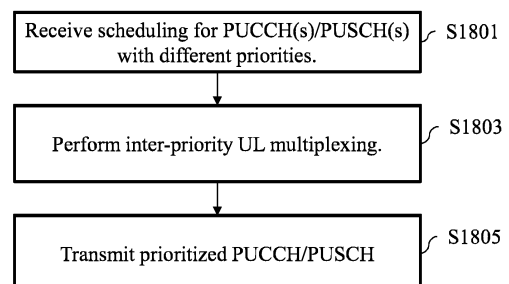 Receive scheduling for PUCCH(s)/PUSCH(s)
with different priorities.
S1801
Perform inter-priority UL multiplexing.
S1803
Transmit prioritized PUCCH/PUSCH
S1805